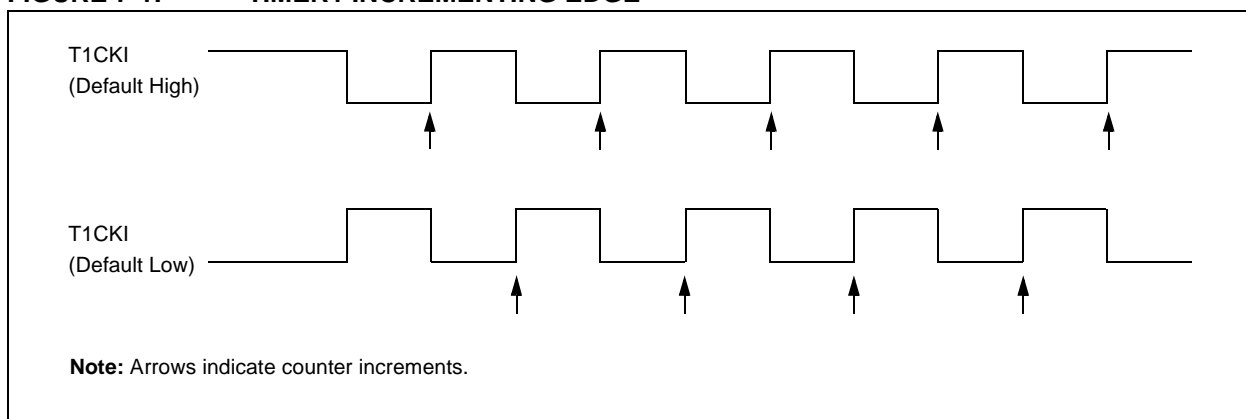 FIGURE 7-1: TIMER1 INCREMENTING EDGE
T1CKI
(Default High)
T1CKI
(Default Low)
Note: Arrows indicate counter increments.